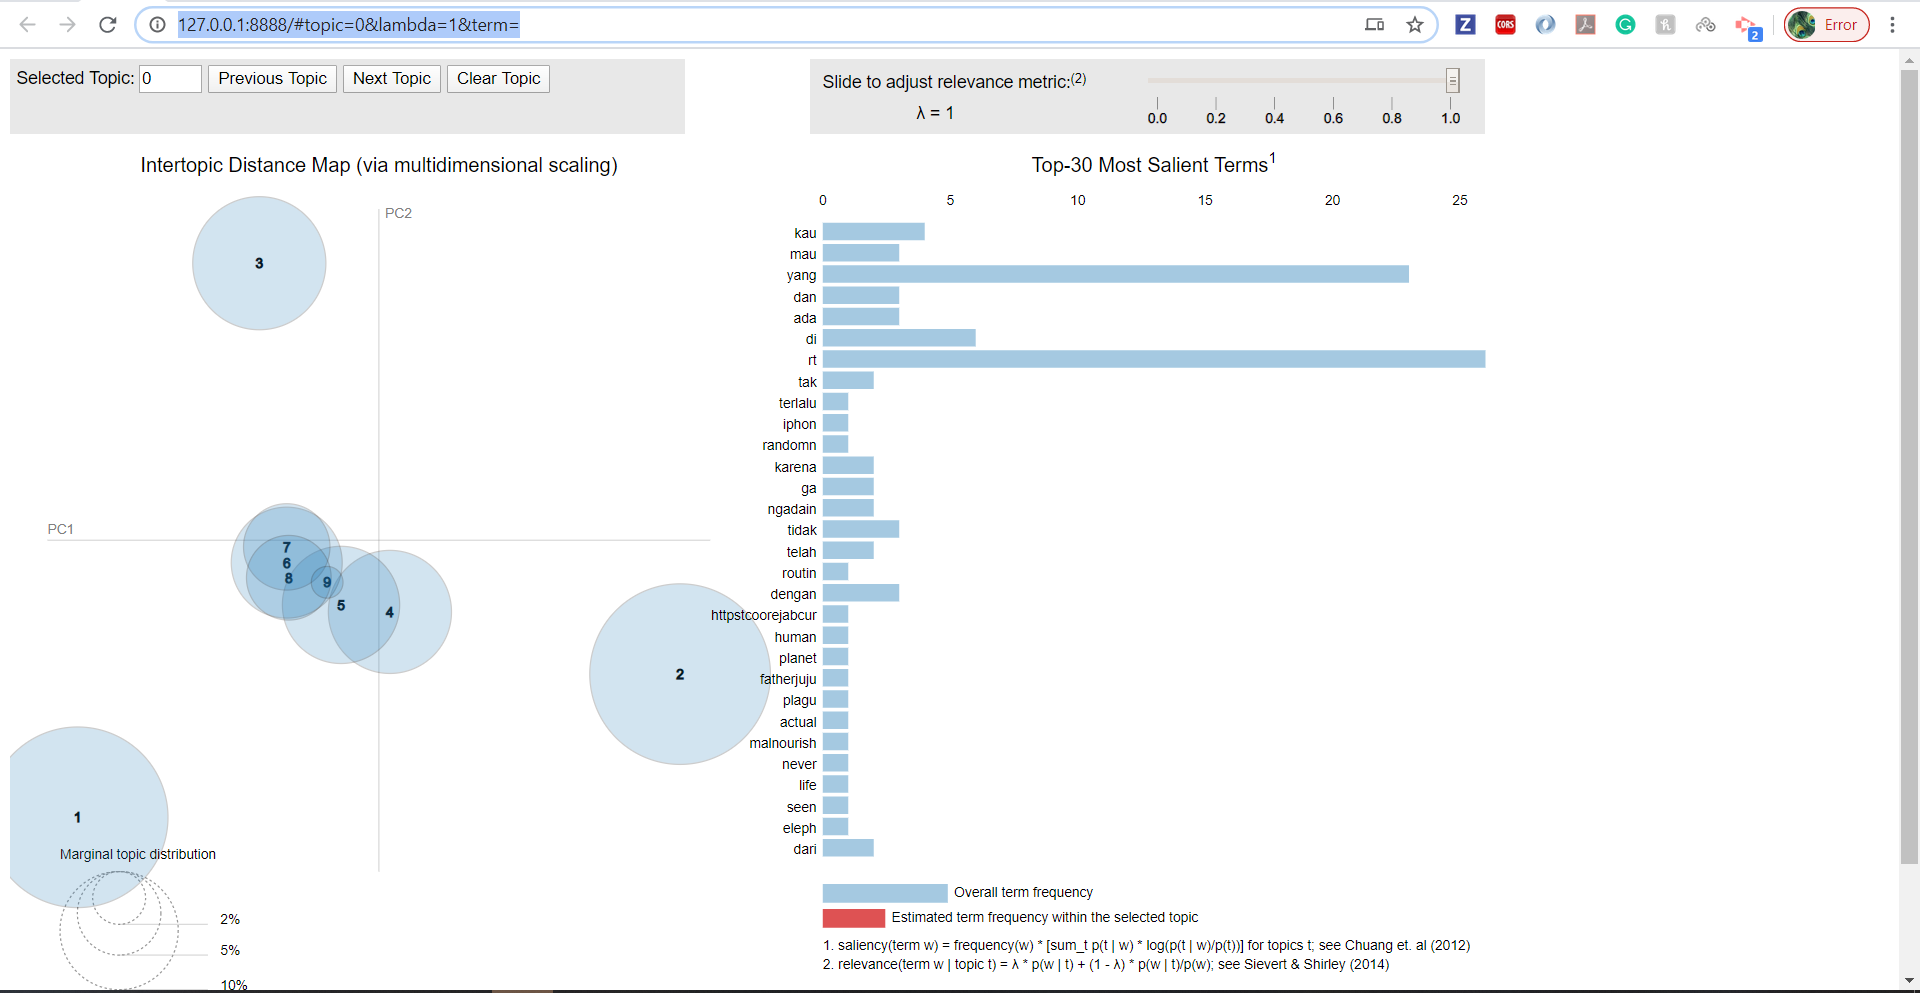 127.0.0.1:8888/#topic=0&lambda=1&term=
CORS
2
Error
Selected Topic: 0 Previous Topic Next Topic Clear Topic
Slide to adjust relevance metric:(2)
λ = 1
0.0 0.2 0.4 0.6 0.8 1.0
Intertopic Distance Map (via multidimensional scaling)
PC2
PC1
3
7
6
8
9
5
4
2
1
Marginal topic distribution
2%
5%
10%
Top-30 Most Salient Terms1
0 5 10 15 20 25
kau
mau
yang
dan
ada
di
rt
tak
terlalu
iphon
randomn
karena
ga
ngadain
tidak
telah
routin
dengan
httpstcoorejabcur
human
planet
fatherjuju
plagu
actual
malnourish
never
life
seen
eleph
dari
Overall term frequency
Estimated term frequency within the selected topic
1. saliency(term w) = frequency(w) * [sum_t p(t | w) * log(p(t | w)/p(t))] for topics t; see Chuang et. al (2012)
2. relevance(term w | topic t) = λ * p(w | t) + (1 - λ) * p(w | t)/p(w); see Sievert & Shirley (2014)